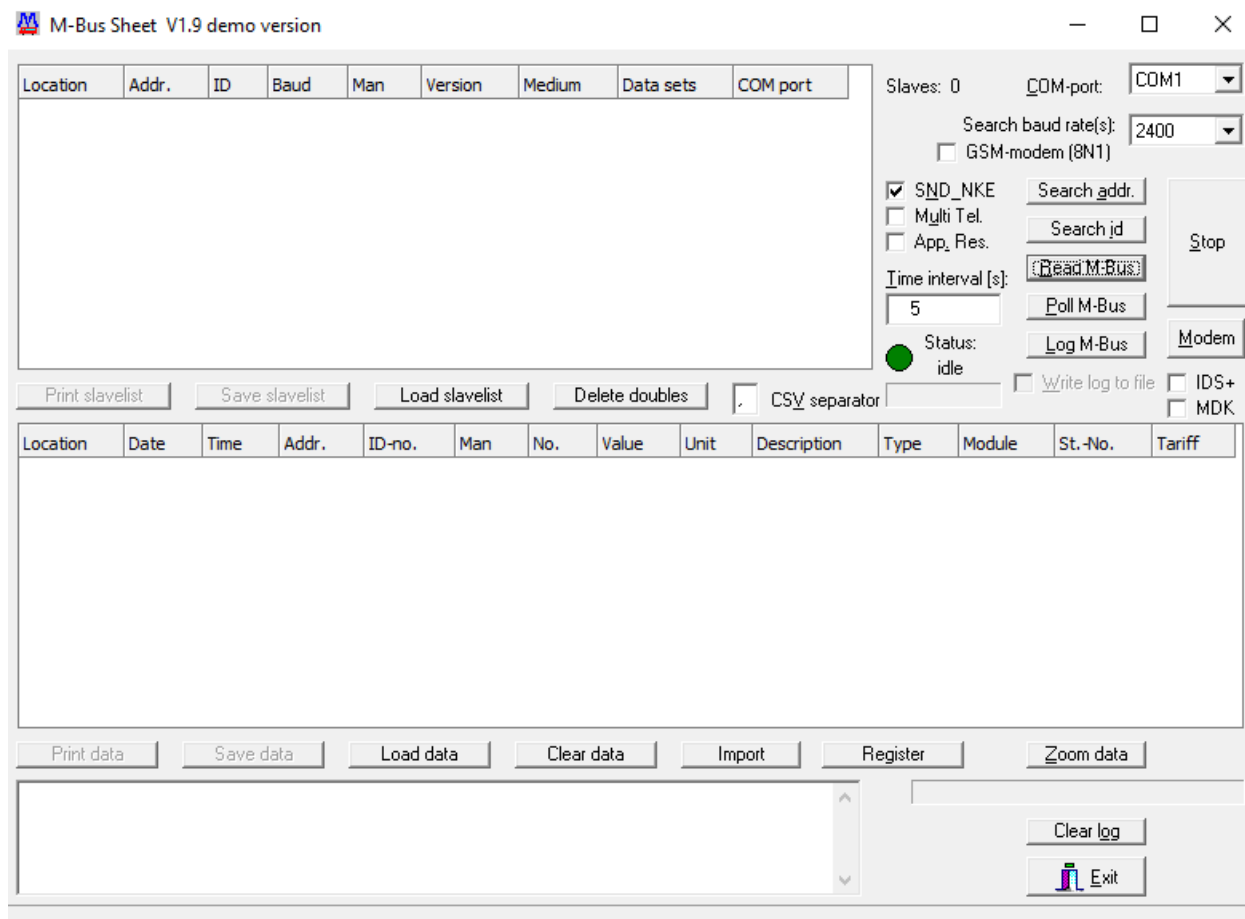 M-Bus Sheet V1.9 demo version
Location Addr. ID Baud Man Version Medium Data sets COM port
Slaves: 0 COM-port: COM1
Search baud rate(s): 2400
GSM-modem (8N1)
SND_NKE Search addr.
Multi Tel.
Search id
App. Res.
Stop
Read M-Bus
Time interval [s]:
5 Poll M-Bus
Status: Log M-Bus Modem
idle
Write log to file IDS+
Print slavelist Save slavelist Load slavelist Delete doubles , CSV separator
MDK
Location Date Time Addr. ID-no. Man No. Value Unit Description Type Module St.-No. Tariff
Print data Save data Load data Clear data Import Register Zoom data
Clear log
Exit